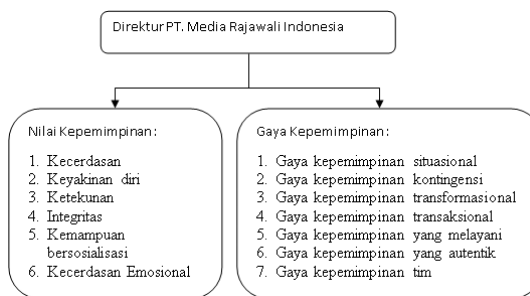 Direktur PT. Media Rajawali Indonesia
Nilai Kepemimpinan :
1. Kecerdasan
2. Keyakinan diri
3. Ketekunan
4. Integritas
5. Kemampuan
bersosialisasi
6. Kecerdasan Emosional
Gaya Kepemimpinan :
1. Gaya kepemimpinan situasional
2. Gaya kepemimpinan kontingensi
3. Gaya kepemimpinan transformasional
4. Gaya kepemimpinan transaksional
5. Gaya kepemimpinan yang melayani
6. Gaya kepemimpinan yang autentik
7. Gaya kepemimpinan tim